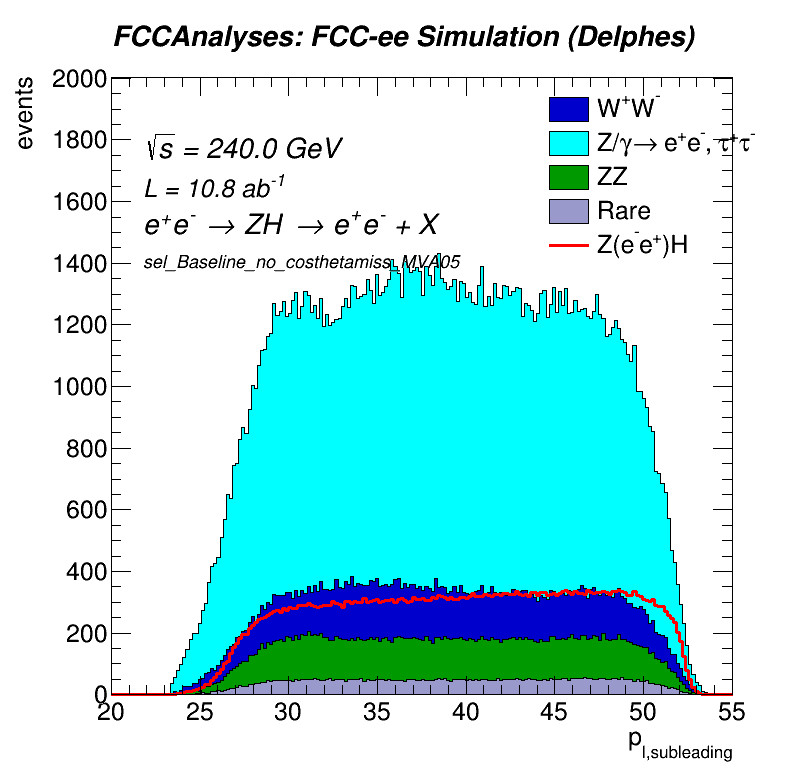 FCCAnalyses: FCC-ee Simulation (Delphes)
events
2000
1800
1600
1400
1200
1000
800
600
400
200
0
√s = 240.0 GeV
L = 10.8 ab⁻¹
e⁺e⁻ → ZH → e⁺e⁻ + X
sel_Baseline_no_costhetamiss_MVA05
W⁺W⁻
Z/γ→ e⁺e⁻, τ⁺τ⁻
ZZ
Rare
Z(e⁻e⁺)H
20 25 30 35 40 45 50 55
p_l,subleading